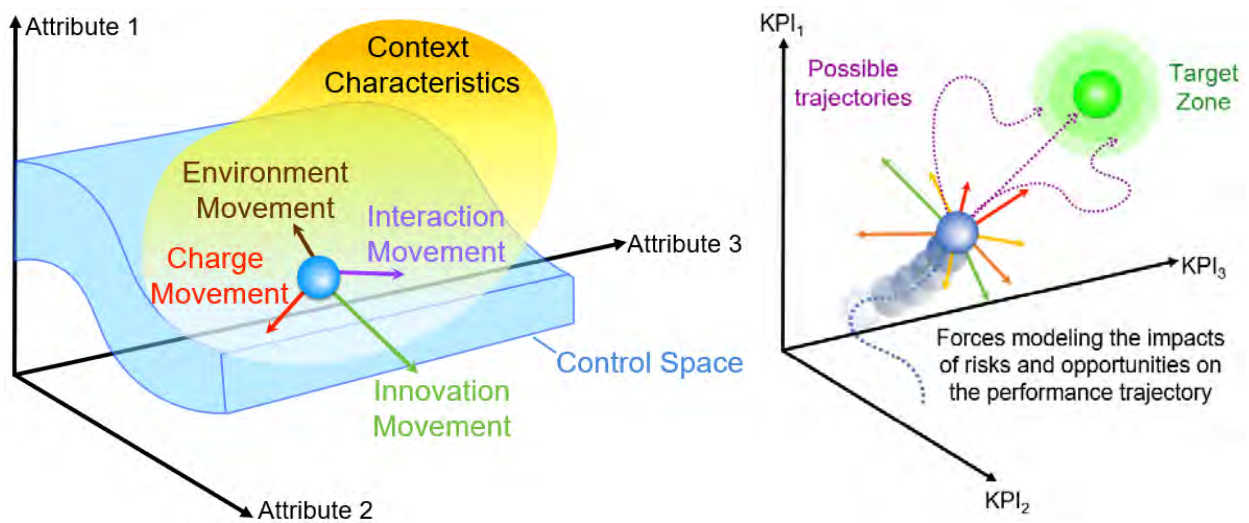 Attribute 1
Context
Characteristics
Environment
Movement
Interaction
Movement
Charge
Movement
Attribute 3
Control Space
Innovation
Movement
Attribute 2
KPI₁
Possible
trajectories
Target
Zone
KPI₃
Forces modeling the impacts
of risks and opportunities on
the performance trajectory
KPI₂